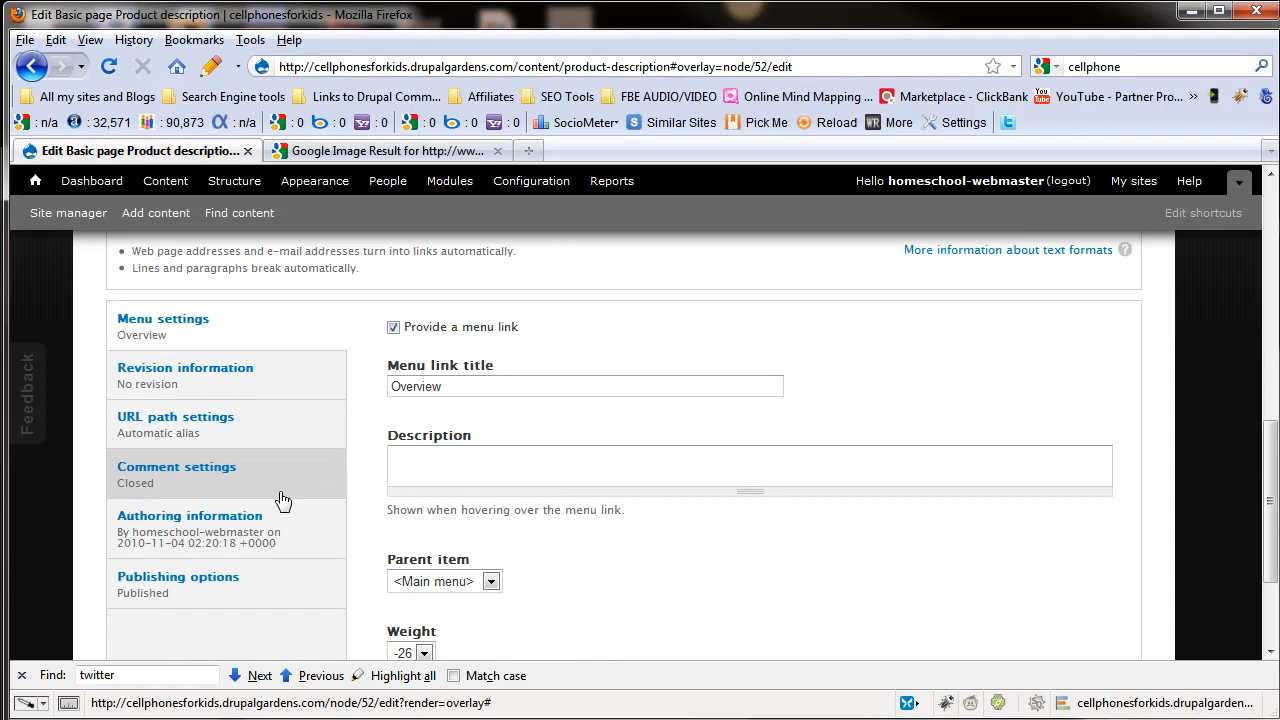 Edit Basic page Product description | cellphonesforkids - Mozilla Firefox
File Edit View History Bookmarks Tools Help
http://cellphonesforkids.drupalgardens.com/content/product-description#overlay=node/52/edit
cellphone
All my sites and Blogs Search Engine tools Links to Drupal Comm... Affiliates SEO Tools FBE AUDIO/VIDEO Online Mind Mapping ... Marketplace - ClickBank YouTube - Partner Pro... »
: n/a : 32,571 : 90,873 : n/a : 0 : 0 : 0 : 0 : 0 : 0 SocioMeter Similar Sites Pick Me Reload WR More Settings
Edit Basic page Product descriptio... Google Image Result for http://ww...
Dashboard Content Structure Appearance People Modules Configuration Reports Hello homeschool-webmaster (logout) My sites Help
Site manager Add content Find content Edit shortcuts
Web page addresses and e-mail addresses turn into links automatically. More information about text formats ?
Lines and paragraphs break automatically.
Menu settings
Overview
Revision information
No revision
URL path settings
Automatic alias
Comment settings
Closed
Authoring information
By homeschool-webmaster on
2010-11-04 02:20:18 +0000
Publishing options
Published
Provide a menu link
Menu link title
Overview
Description
Shown when hovering over the menu link.
Parent item
<Main menu>
Weight
-26
Feedback
Find: twitter Next Previous Highlight all Match case
http://cellphonesforkids.drupalgardens.com/node/52/edit?render=overlay# cellphonesforkids.drupalgardens.com/node...